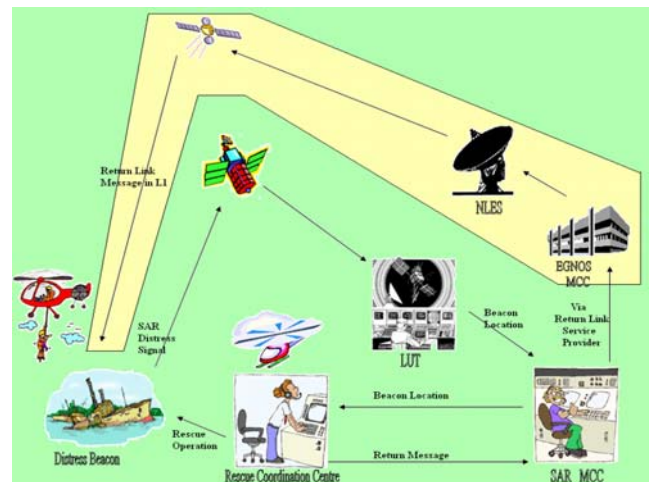 Return Link
Message in L1
NLES
EGNOS
MCC
SAR
Distress
Signal
LUT
Beacon
Location
Via
Return Link
Service
Provider
Beacon Location
Rescue
Operation
Return Message
Distress Beacon
Rescue Coordination Centre
SAR MCC